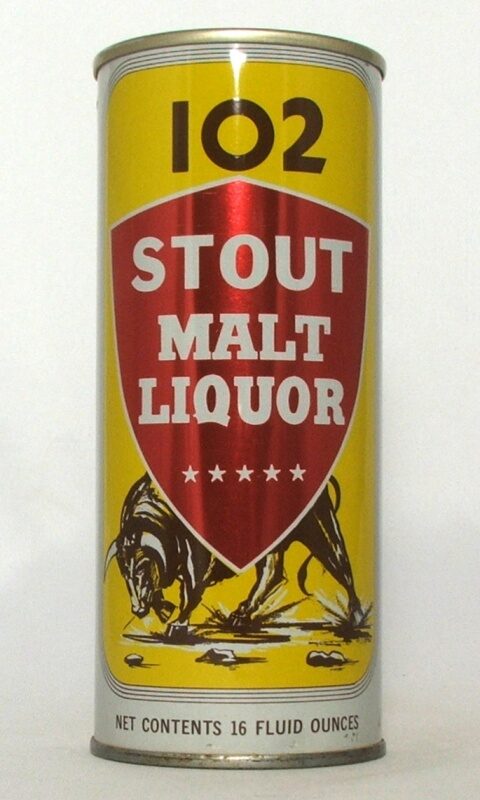 102
STOUT
MALT
LIQUOR
NET CONTENTS 16 FLUID OUNCES